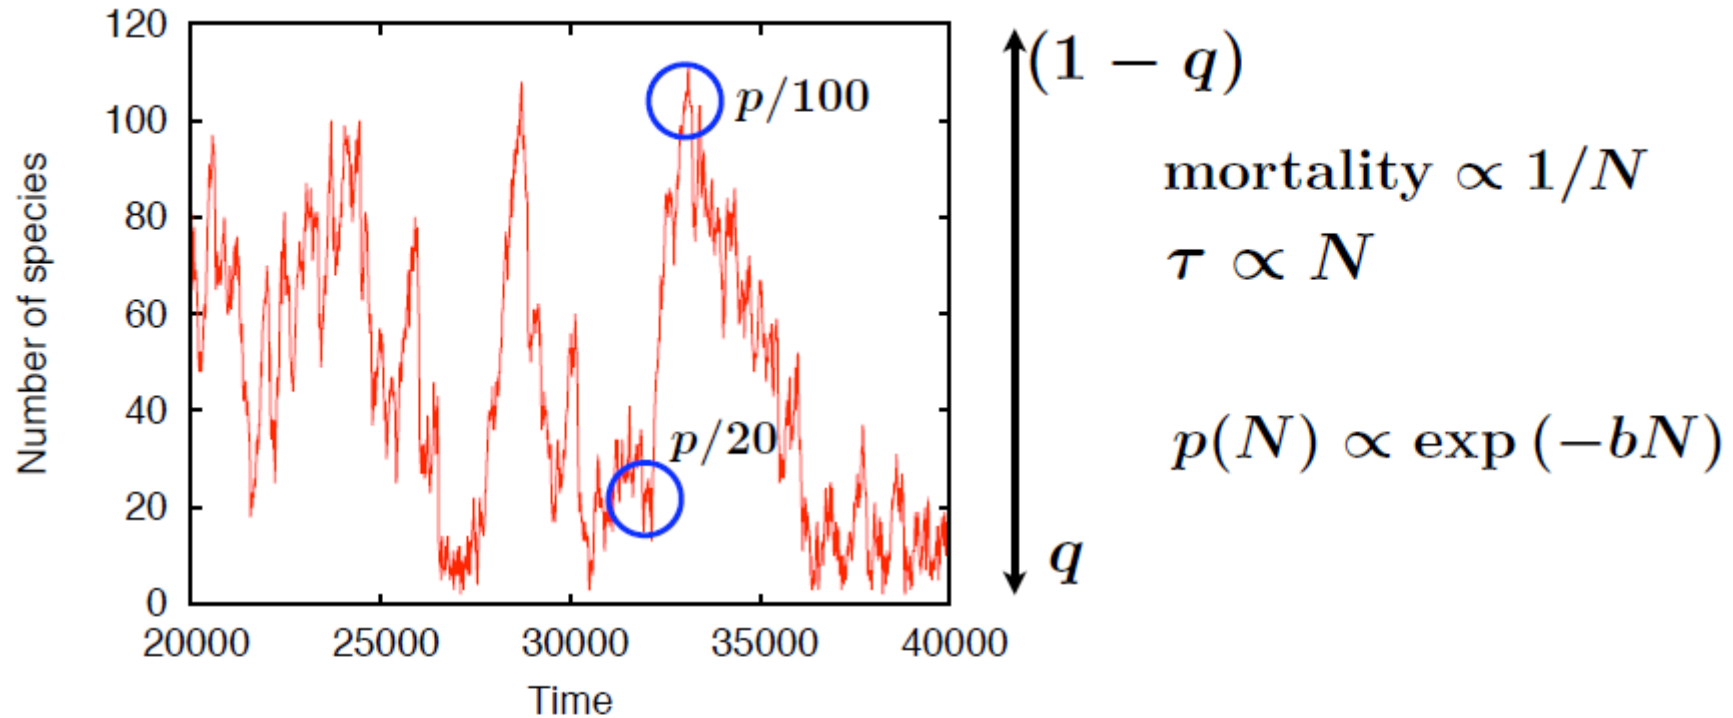 120
100
80
60
40
20
0
Number of species
20000 25000 30000 35000 40000
Time
p/100
p/20
(1 − q)
mortality ∝ 1/N
τ ∝ N
p(N) ∝ exp (−bN)
q